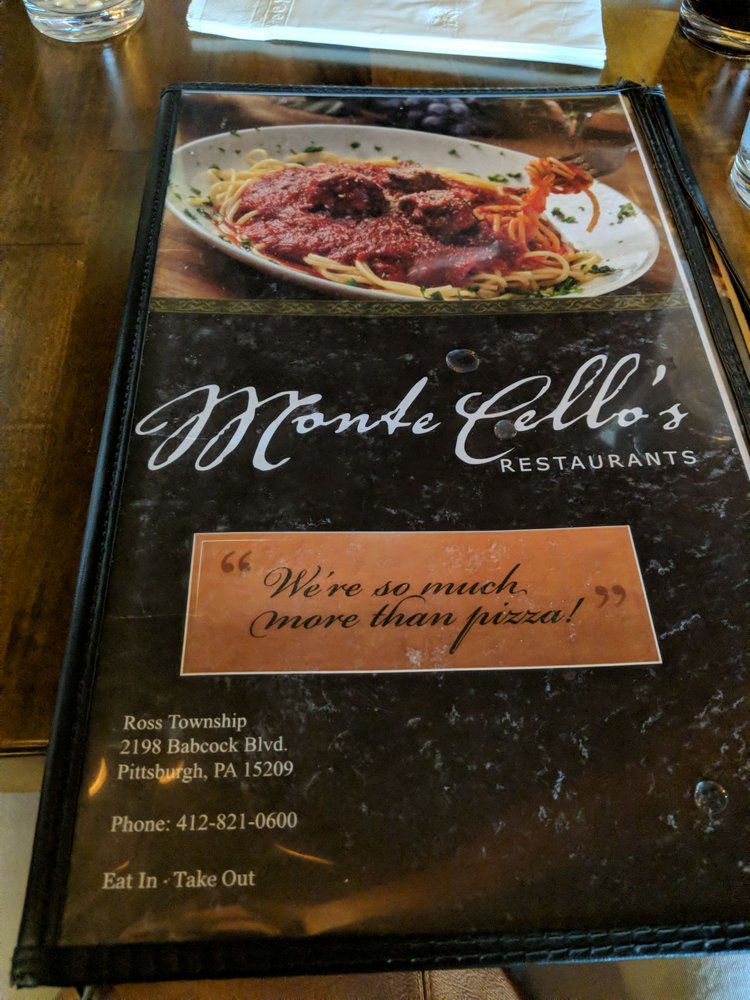 Monte Cello's
RESTAURANTS
“We're so much
more than pizza!”
Ross Township
2198 Babcock Blvd.
Pittsburgh, PA 15209
Phone: 412-821-0600
Eat In · Take Out